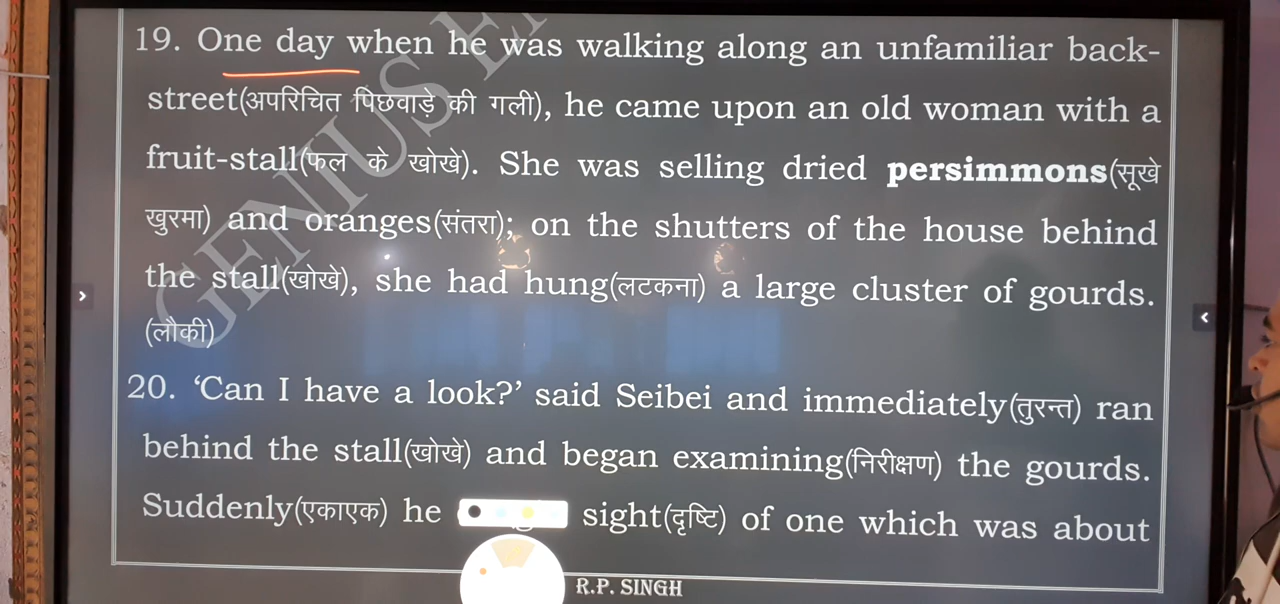 19. One day when he was walking along an unfamiliar back-
street(अपरिचित पिछवाड़े की गली), he came upon an old woman with a
fruit-stall(फल के खोखे). She was selling dried persimmons(सूखे
खुरमा) and oranges(संतरा); on the shutters of the house behind
the stall(खोखे), she had hung(लटकना) a large cluster of gourds.
(लौकी)
20. ‘Can I have a look?’ said Seibei and immediately(तुरन्त) ran
behind the stall(खोखे) and began examining(निरीक्षण) the gourds.
Suddenly(एकाएक) he sight(दृष्टि) of one which was about
R.P. SINGH
GENIUS